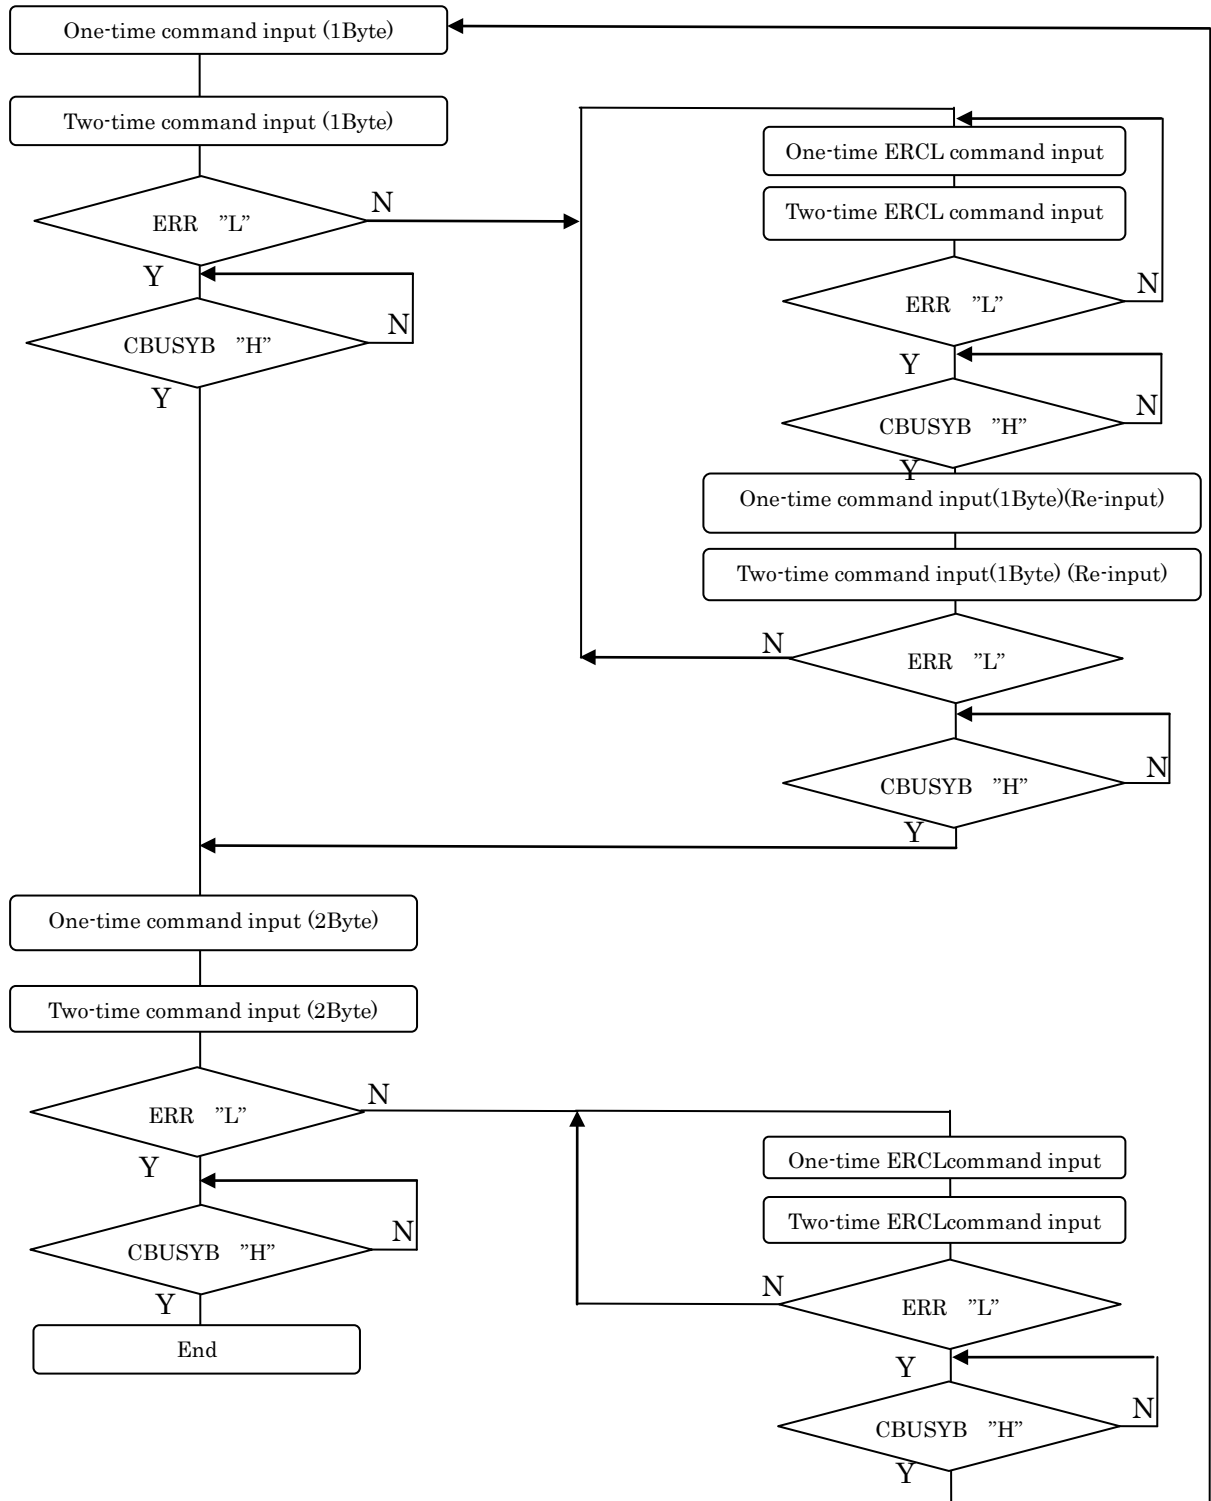 One-time command input (1Byte)
Two-time command input (1Byte)
ERR ”L”
N
Y
CBUSYB ”H”
N
Y
One-time ERCL command input
Two-time ERCL command input
ERR ”L”
N
Y
CBUSYB ”H”
N
Y
One-time command input(1Byte)(Re-input)
Two-time command input(1Byte) (Re-input)
ERR ”L”
N
CBUSYB ”H”
N
Y
One-time command input (2Byte)
Two-time command input (2Byte)
ERR ”L”
N
Y
CBUSYB ”H”
N
Y
End
One-time ERCLcommand input
Two-time ERCLcommand input
ERR ”L”
N
Y
CBUSYB ”H”
N
Y